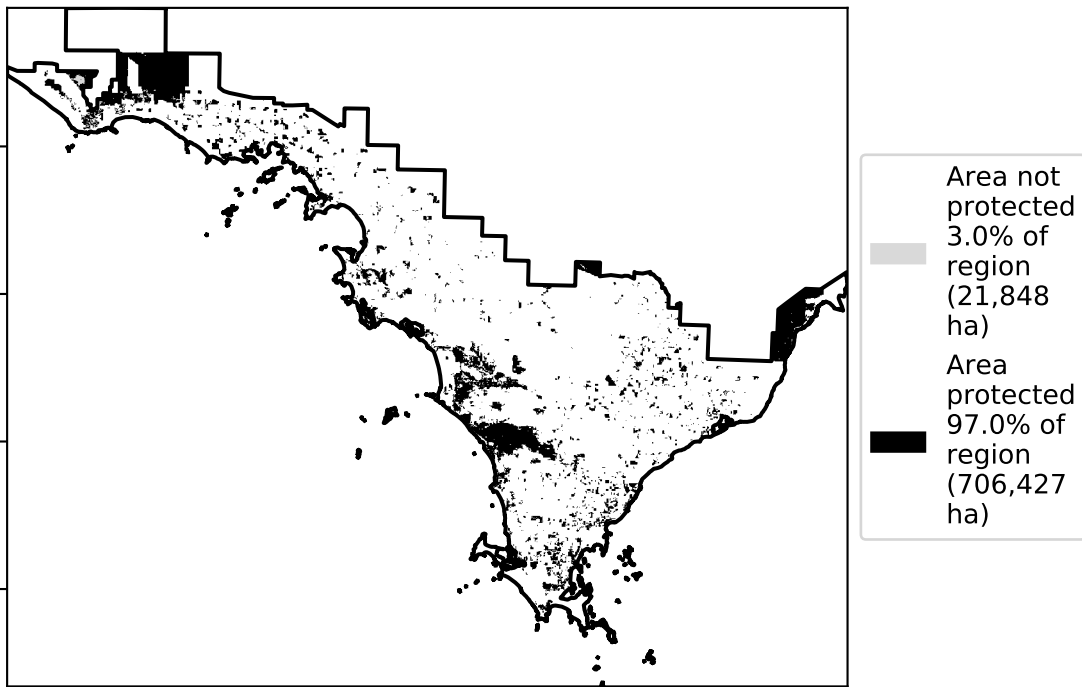 Area not
protected
3.0% of
region
(21,848
ha)
Area
protected
97.0% of
region
(706,427
ha)